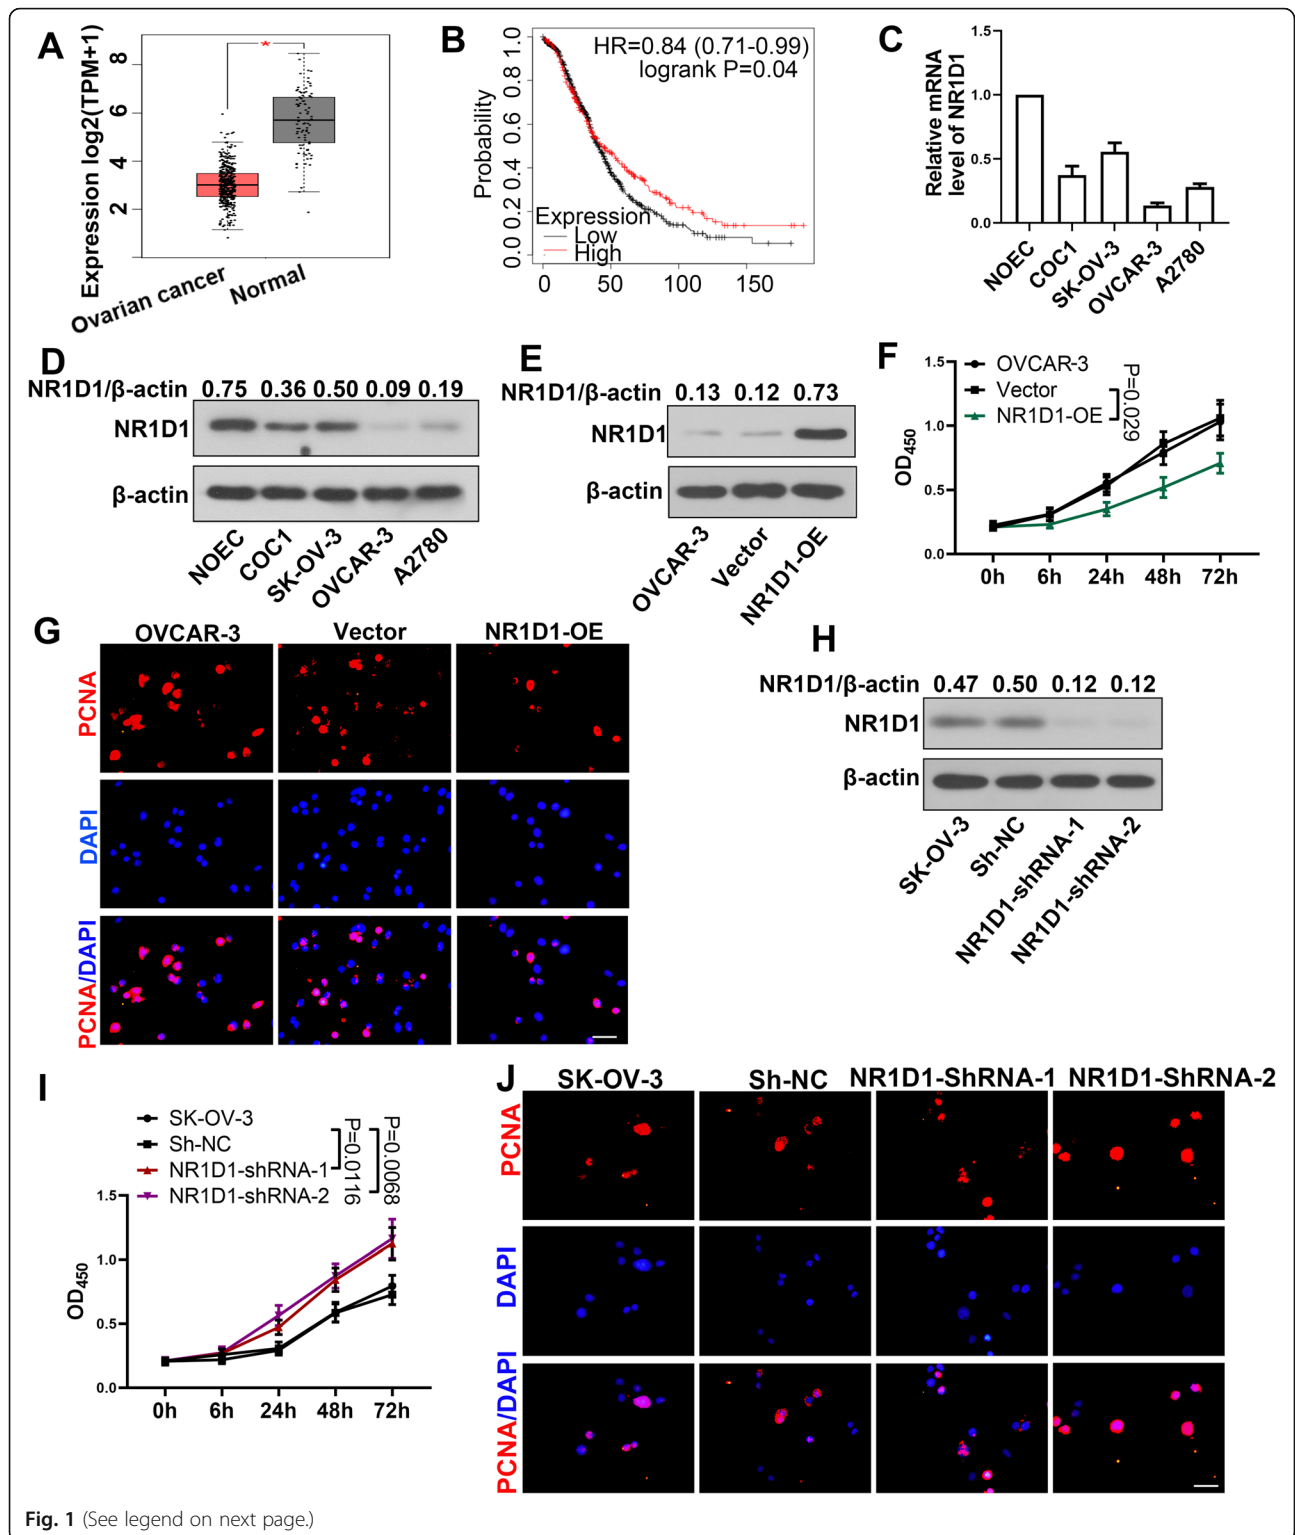 A
Expression log2(TPM+1)
8
6
4
2
*
Ovarian cancer
Normal
B
Probability
1.0
0.8
0.6
0.4
0.2
0.0
HR=0.84 (0.71-0.99)
logrank P=0.04
Expression
Low
High
0
50
100
150
C
Relative mRNA
level of NR1D1
1.5
1.0
0.5
0.0
NOEC
COC1
SK-OV-3
OVCAR-3
A2780
D
NR1D1/β-actin 0.75 0.36 0.50 0.09 0.19
NR1D1
β-actin
NOEC
COC1
SK-OV-3
OVCAR-3
A2780
E
NR1D1/β-actin 0.13 0.12 0.73
NR1D1
β-actin
OVCAR-3
Vector
NR1D1-OE
F
OD450
1.5
1.0
0.5
0.0
OVCAR-3
Vector
NR1D1-OE
P=0.029
0h
6h
24h
48h
72h
G
OVCAR-3
Vector
NR1D1-OE
PCNA
DAPI
PCNA/DAPI
H
NR1D1/β-actin 0.47 0.50 0.12 0.12
NR1D1
β-actin
SK-OV-3
Sh-NC
NR1D1-shRNA-1
NR1D1-shRNA-2
I
SK-OV-3
Sh-NC
NR1D1-shRNA-1
NR1D1-shRNA-2
P=0.0116
P=0.0068
OD450
1.5
1.0
0.5
0.0
0h
6h
24h
48h
72h
J
SK-OV-3
Sh-NC
NR1D1-ShRNA-1
NR1D1-ShRNA-2
PCNA
DAPI
PCNA/DAPI
Fig. 1 (See legend on next page.)